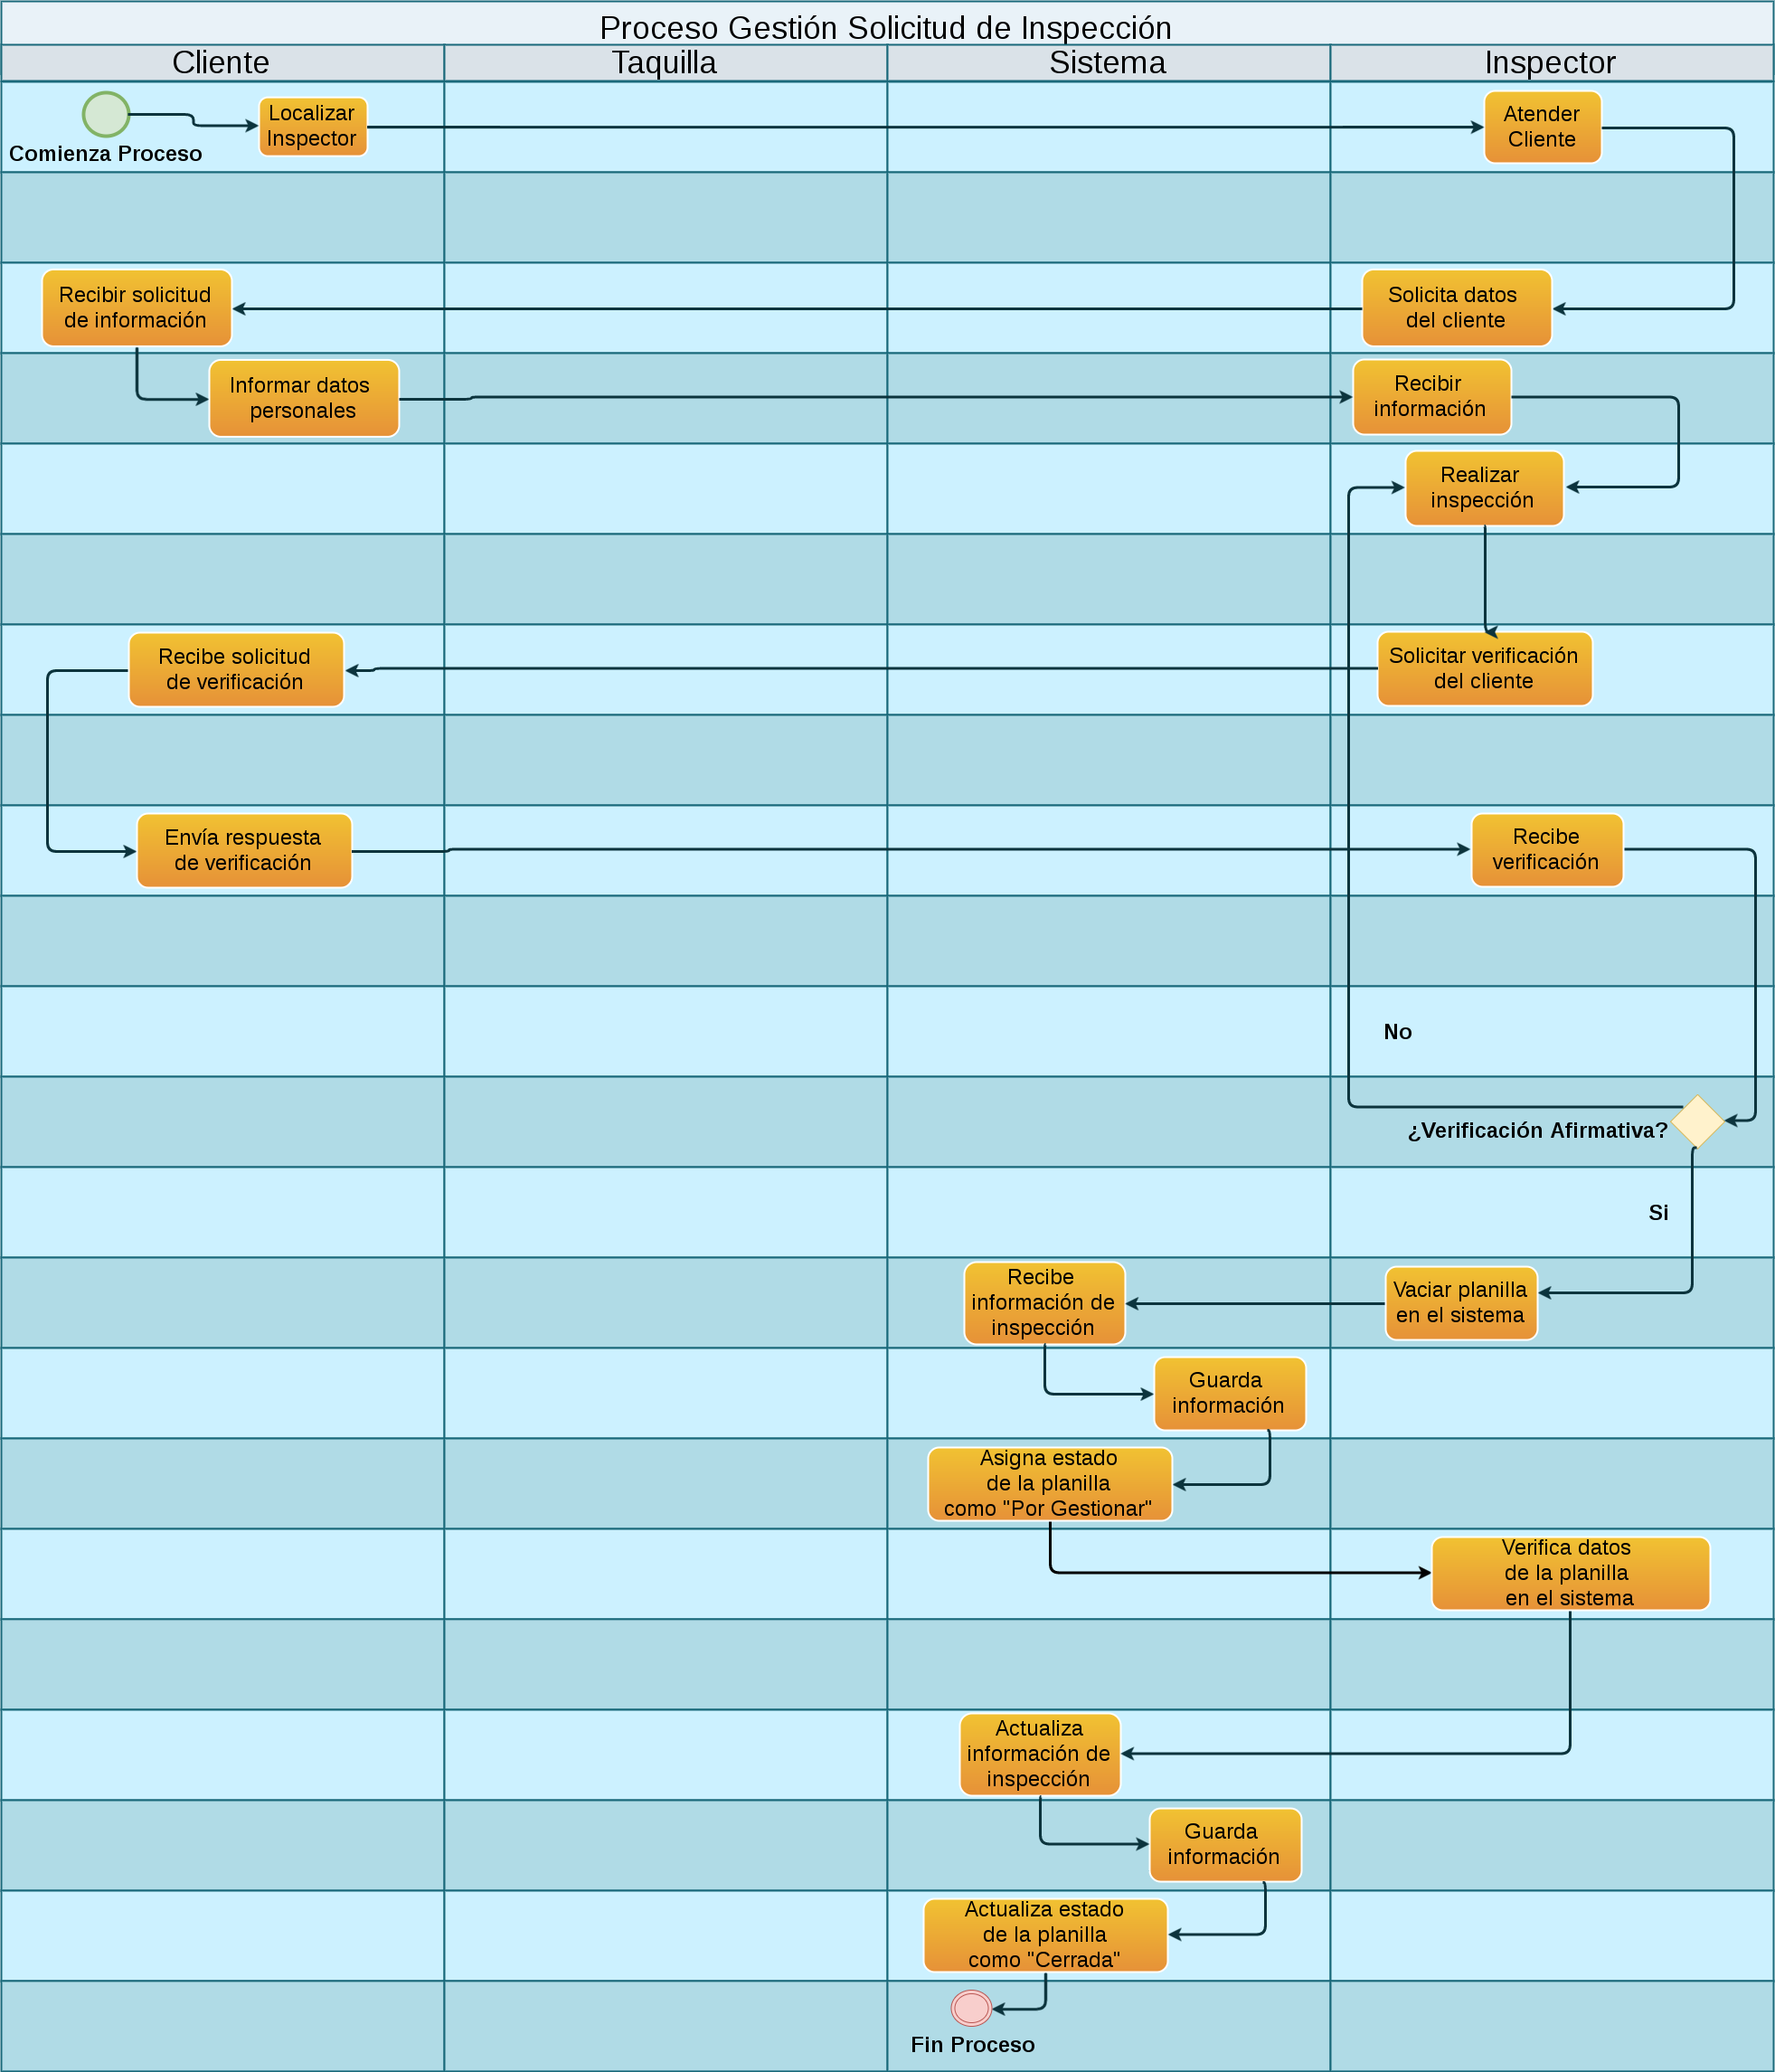 Proceso Gestión Solicitud de Inspección
Cliente
Taquilla
Sistema
Inspector
Comienza Proceso
Localizar
Inspector
Atender
Cliente
Solicita datos
del cliente
Recibir solicitud
de información
Informar datos
personales
Recibir
información
Realizar
inspección
Solicitar verificación
del cliente
Recibe solicitud
de verificación
Envía respuesta
de verificación
Recibe
verificación
No
¿Verificación Afirmativa?
Si
Vaciar planilla
en el sistema
Recibe
información de
inspección
Guarda
información
Asigna estado
de la planilla
como "Por Gestionar"
Verifica datos
de la planilla
en el sistema
Actualiza
información de
inspección
Guarda
información
Actualiza estado
de la planilla
como "Cerrada"
Fin Proceso